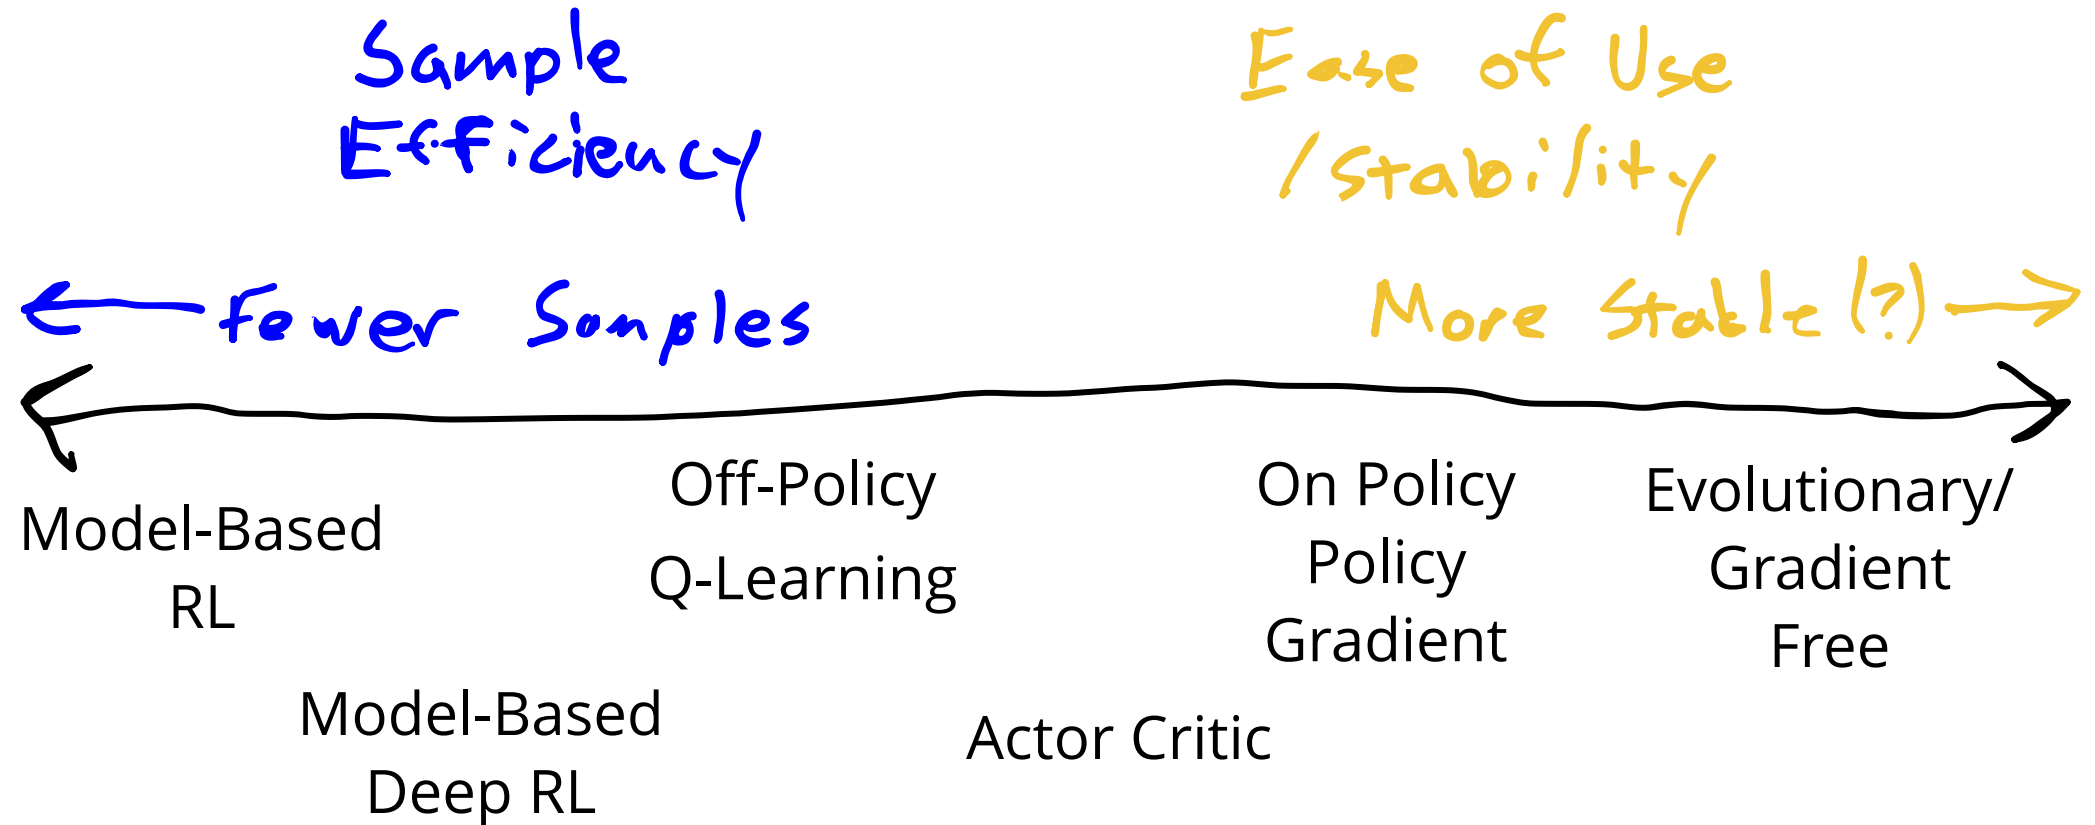 Sample
Efficiency
Ease of Use
/Stability
Fewer Samples
More Stable (?)
Model-Based
RL
Model-Based
Deep RL
Off-Policy
Q-Learning
Actor Critic
On Policy
Policy
Gradient
Evolutionary/
Gradient
Free